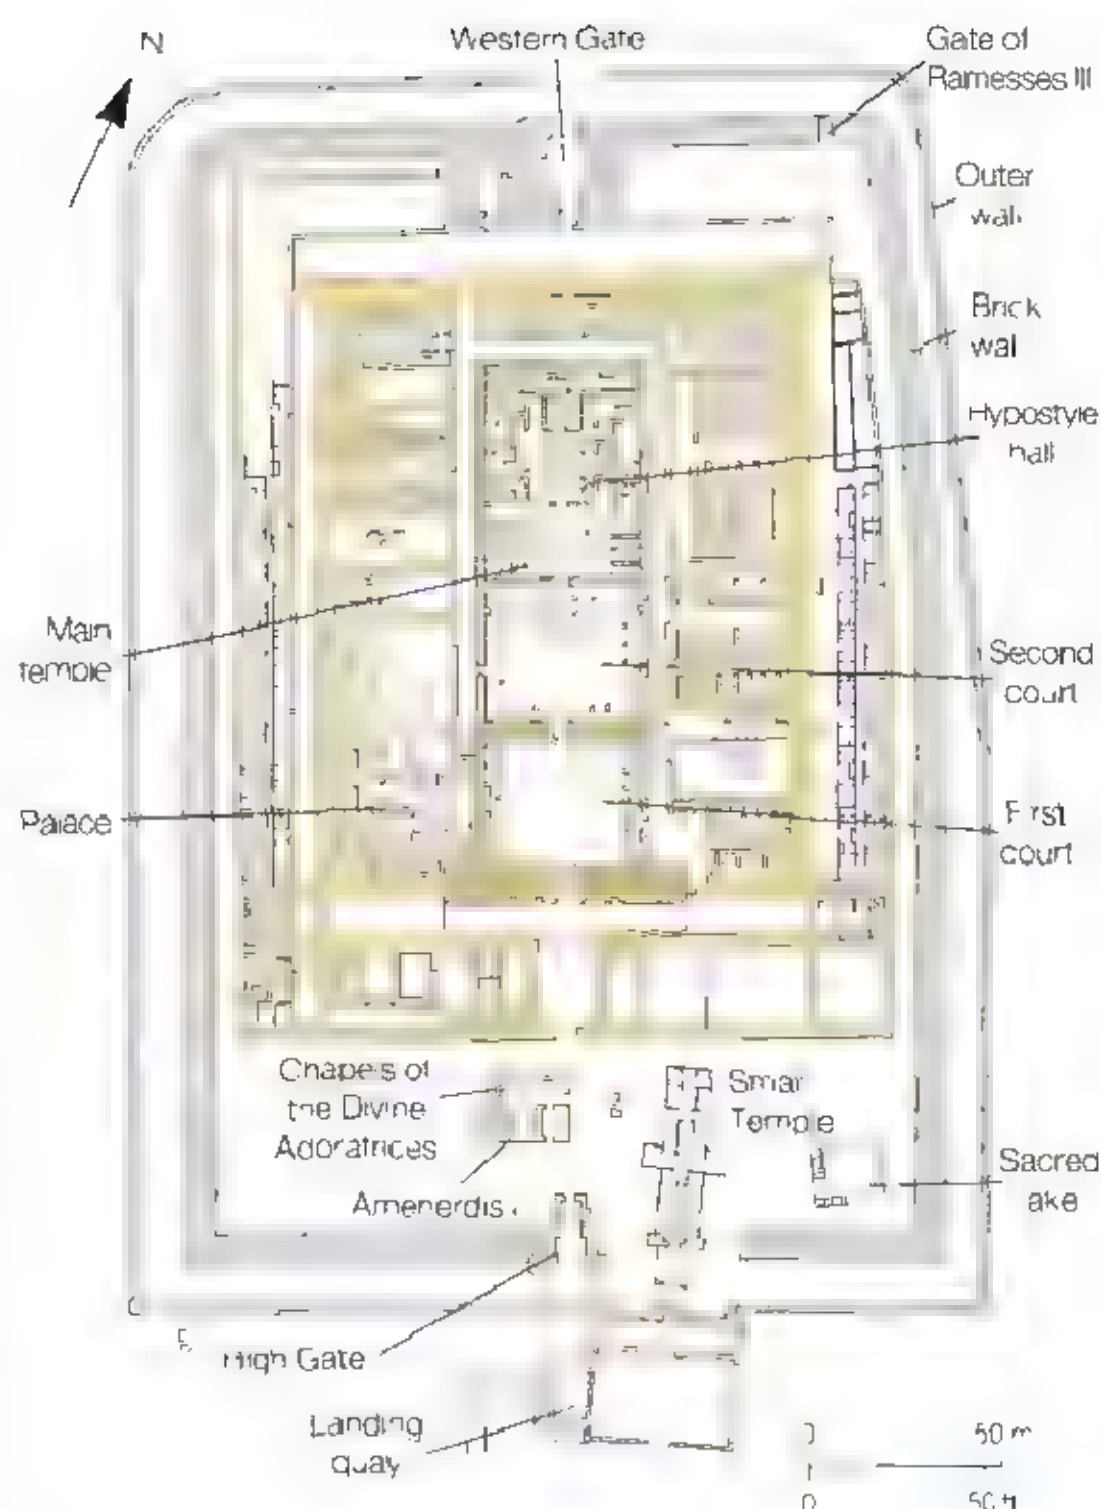 N
Western Gate
Gate of
Ramesses III
Outer
wall
Brick
wall
Hypostyle
hall
Main
temple
Second
court
Palace
First
court
Chapels of
the Divine
Adoratrices
Small
Temple
Amenerdis I
Sacred
lake
High Gate
Landing
quay
0
50 m
0
50 ft